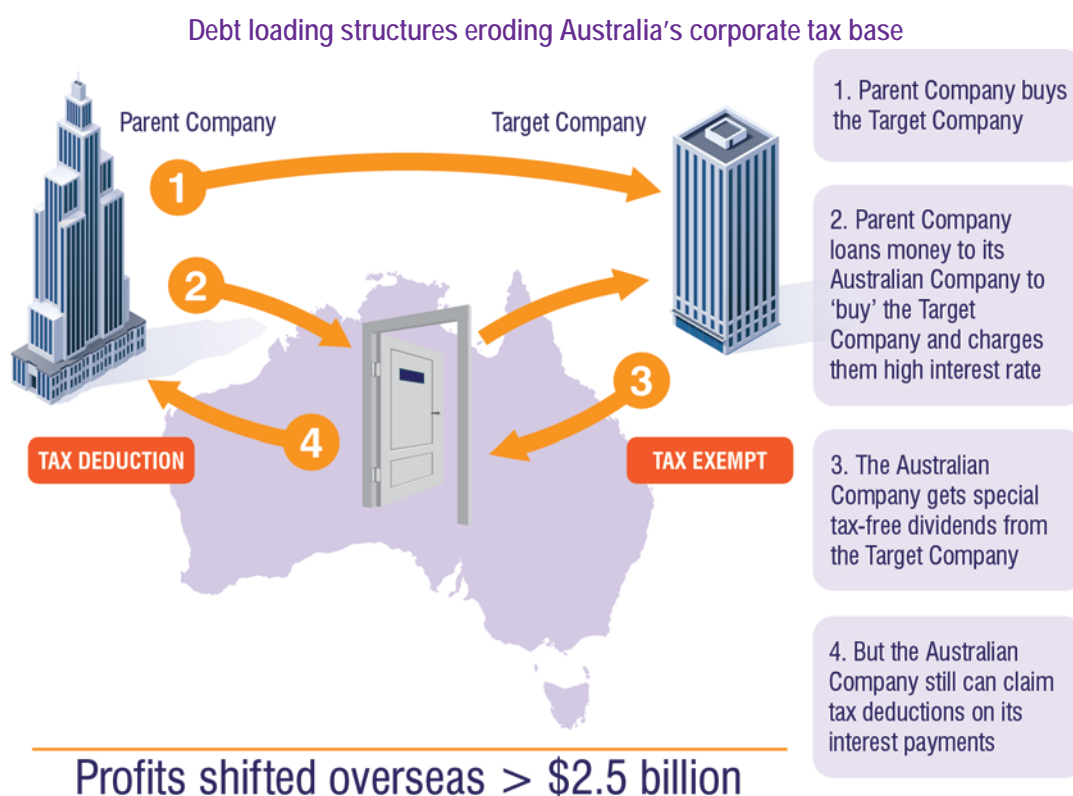 Debt loading structures eroding Australia's corporate tax base
Parent Company
Target Company
1
2
3
4
TAX DEDUCTION
TAX EXEMPT
1. Parent Company buys
the Target Company
2. Parent Company
loans money to its
Australian Company to
‘buy’ the Target
Company and charges
them high interest rate
3. The Australian
Company gets special
tax-free dividends from
the Target Company
4. But the Australian
Company still can claim
tax deductions on its
interest payments
Profits shifted overseas > $2.5 billion